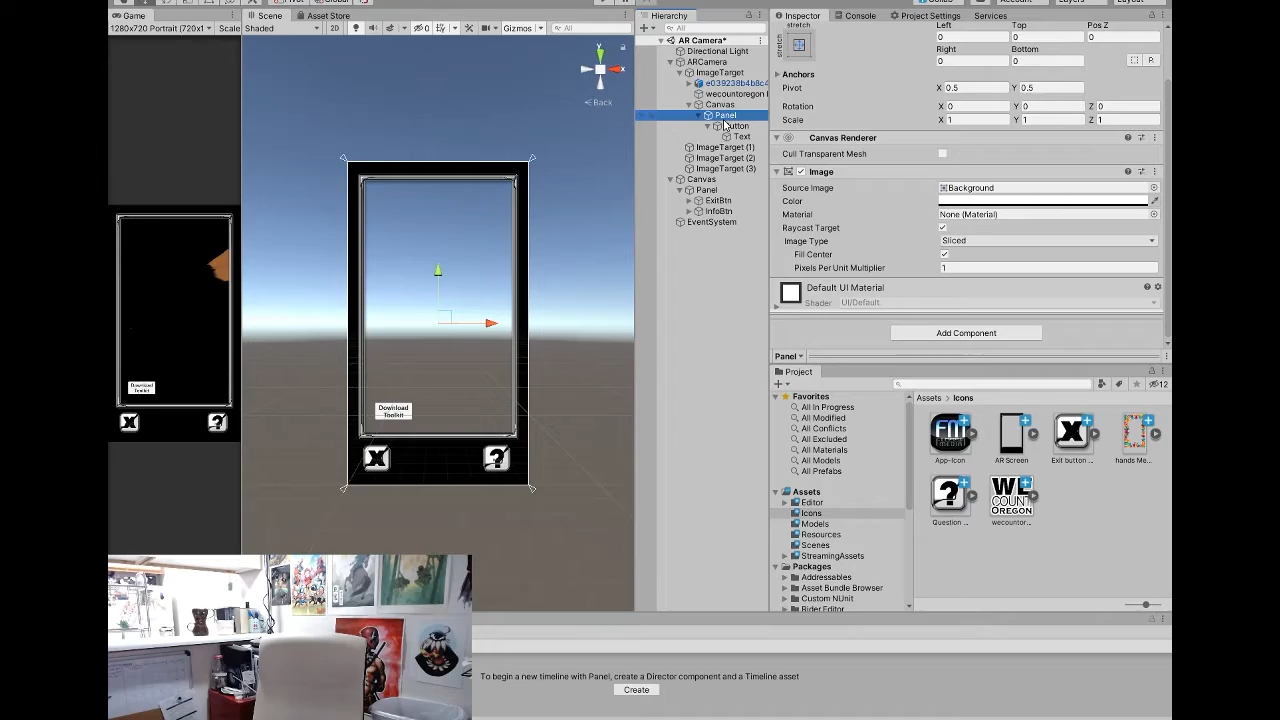 Game
Scene
Asset Store
Hierarchy
Inspector
Console
Project Settings
Services
1280x720 Portrait (720x1
Scale
Shaded
2D
0
Gizmos
All
All
AR Camera*
Directional Light
ARCamera
ImageTarget
e039238b4b8c4
wecountoregon
Canvas
Panel
Text
ImageTarget (1)
ImageTarget (2)
ImageTarget (3)
Canvas
Panel
ExitBtn
InfoBtn
EventSystem
y
x
< Back
Download
Toolkit
X
?
Download
Toolkit
X
?
stretch
Left
Top
Pos Z
0
0
0
Right
Bottom
0
0
R
Anchors
Pivot
X 0.5
Y 0.5
Rotation
X 0
Y 0
Z 0
Scale
X 1
Y 1
Z 1
Canvas Renderer
Cull Transparent Mesh
Image
Source Image
Background
Color
Material
None (Material)
Raycast Target
Image Type
Sliced
Fill Center
Pixels Per Unit Multiplier
1
Default UI Material
Shader
UI/Default
Add Component
Panel
Project
12
Favorites
All In Progress
All Modified
All Conflicts
All Excluded
All Materials
All Models
All Prefabs
Assets
Editor
Icons
Models
Resources
Scenes
StreamingAssets
Packages
Addressables
Asset Bundle Browser
Custom NUnit
Rider Editor
Assets > Icons
App-Icon
AR Screen
Exit button ...
hands Me...
Question ...
WE
COUNT
OREGON
wecountor...
To begin a new timeline with Panel, create a Director component and a Timeline asset
Create